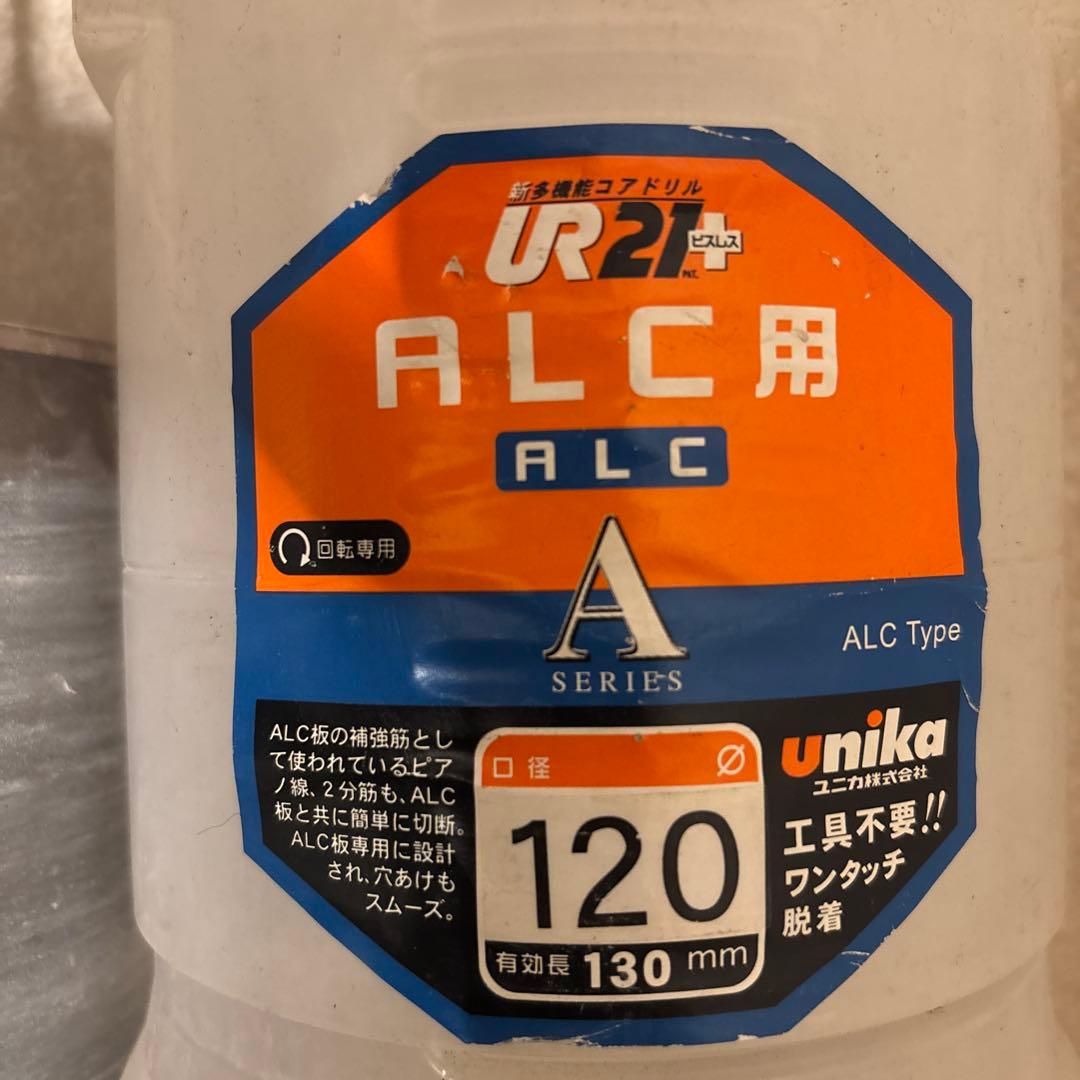 新多機能コアドリル
UR21+
ビスレス
PAT.
ALC用
ALC
回転専用
A
SERIES
ALC Type
ALC板の補強筋とし
て使われているピア
ノ線、2分筋も、ALC
板と共に簡単に切断。
ALC板専用に設計
され、穴あけも
スムーズ。
口径 Ø
120
有効長 130 mm
unika
ユニカ株式会社
工具不要!!
ワンタッチ
脱着